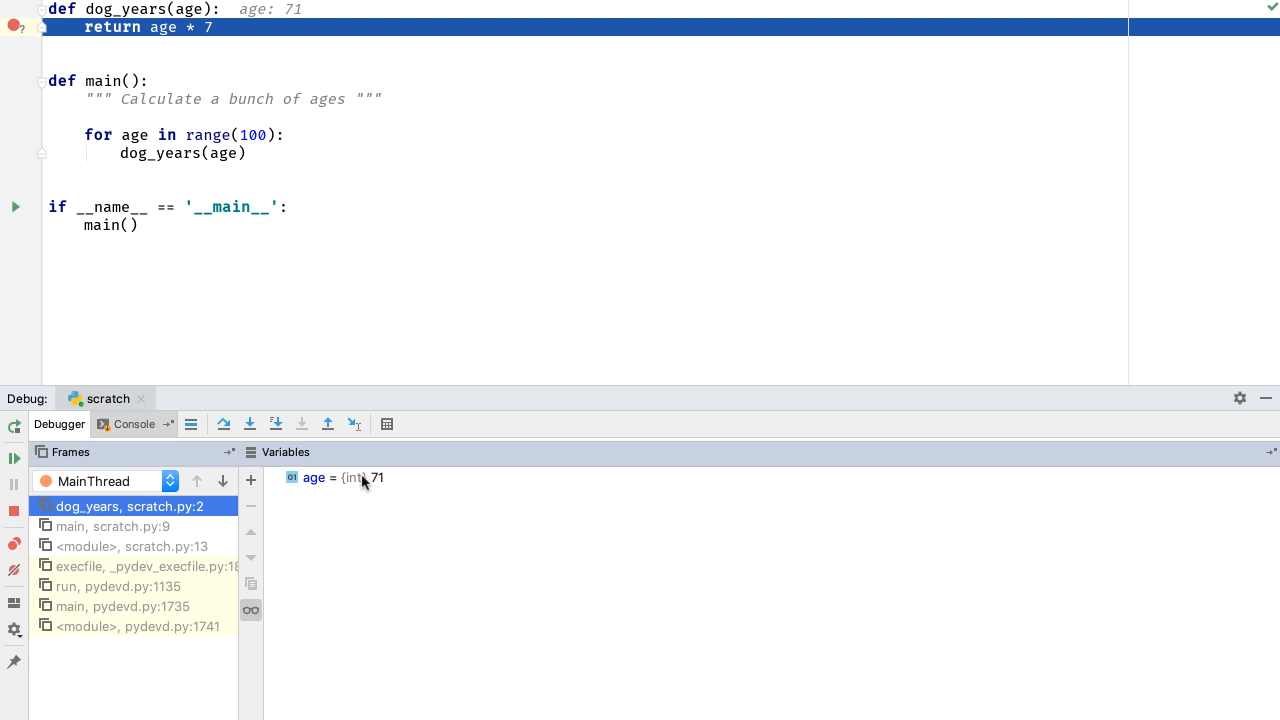 def dog_years(age):  age: 71
    return age * 7
def main():
    """ Calculate a bunch of ages """
    for age in range(100):
        dog_years(age)
if __name__ == '__main__':
    main()
Debug: scratch
Debugger Console
Frames Variables
MainThread
age = {int} 71
dog_years, scratch.py:2
main, scratch.py:9
<module>, scratch.py:13
execfile, _pydev_execfile.py:18
run, pydevd.py:1135
main, pydevd.py:1735
<module>, pydevd.py:1741